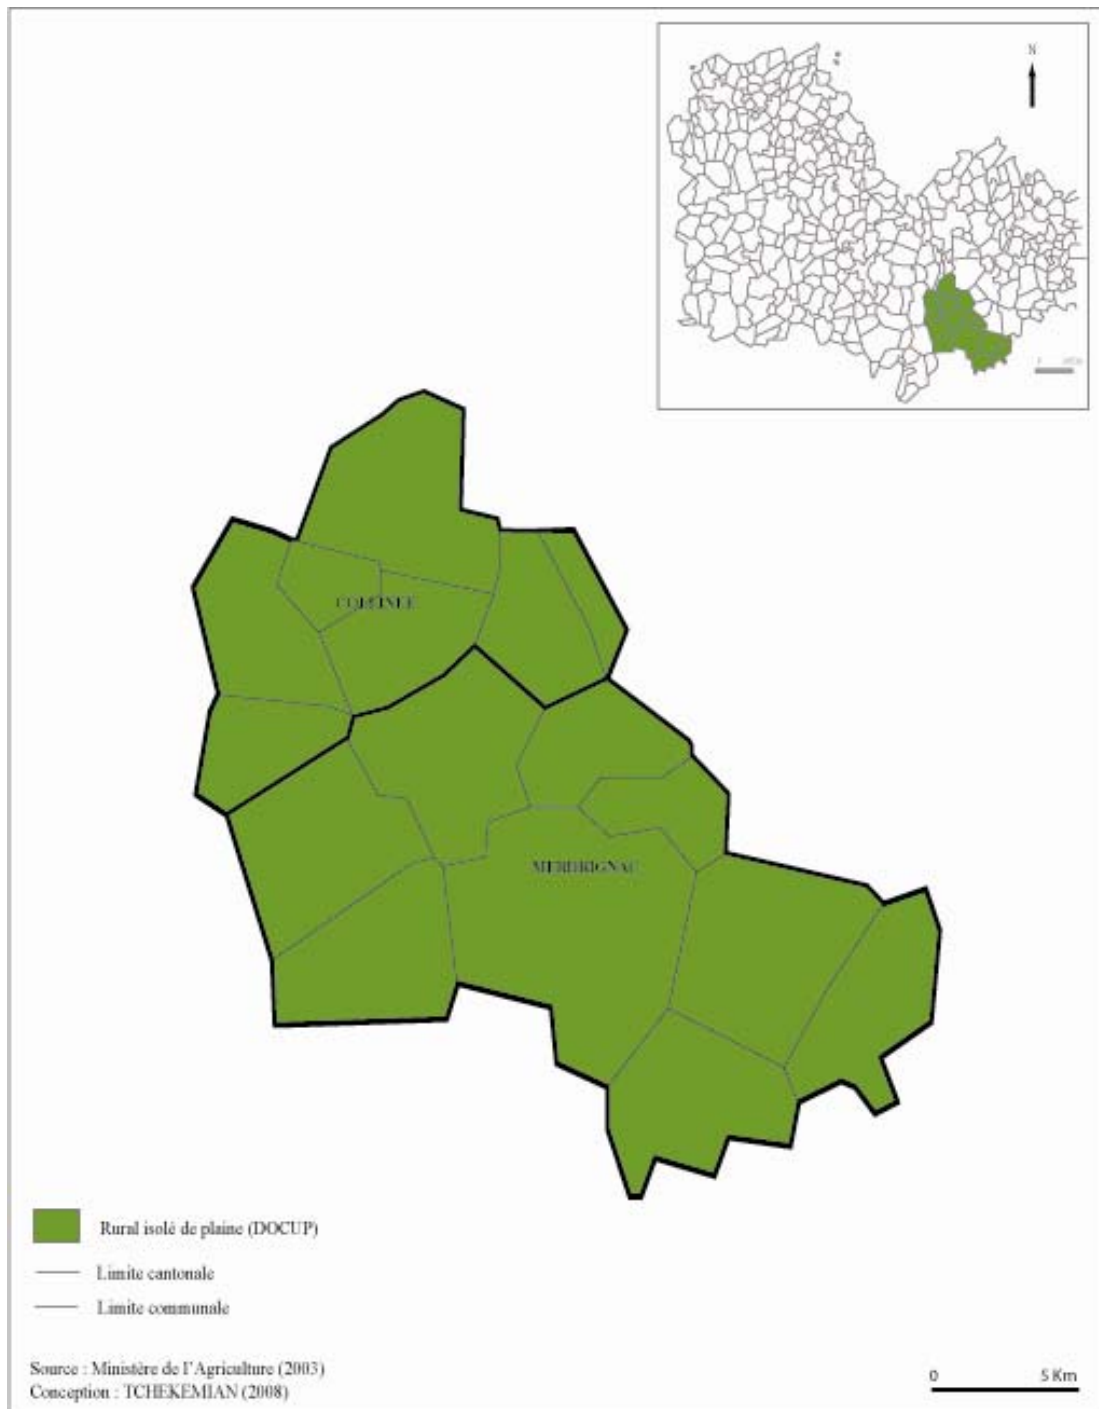 N
MERDRIGNAC
Rural isolé de plaine (DOCUP)
Limite cantonale
Limite communale
Source : Ministère de l'Agriculture (2003)
Conception : TCHEKEMIAN (2008)
0 5 Km